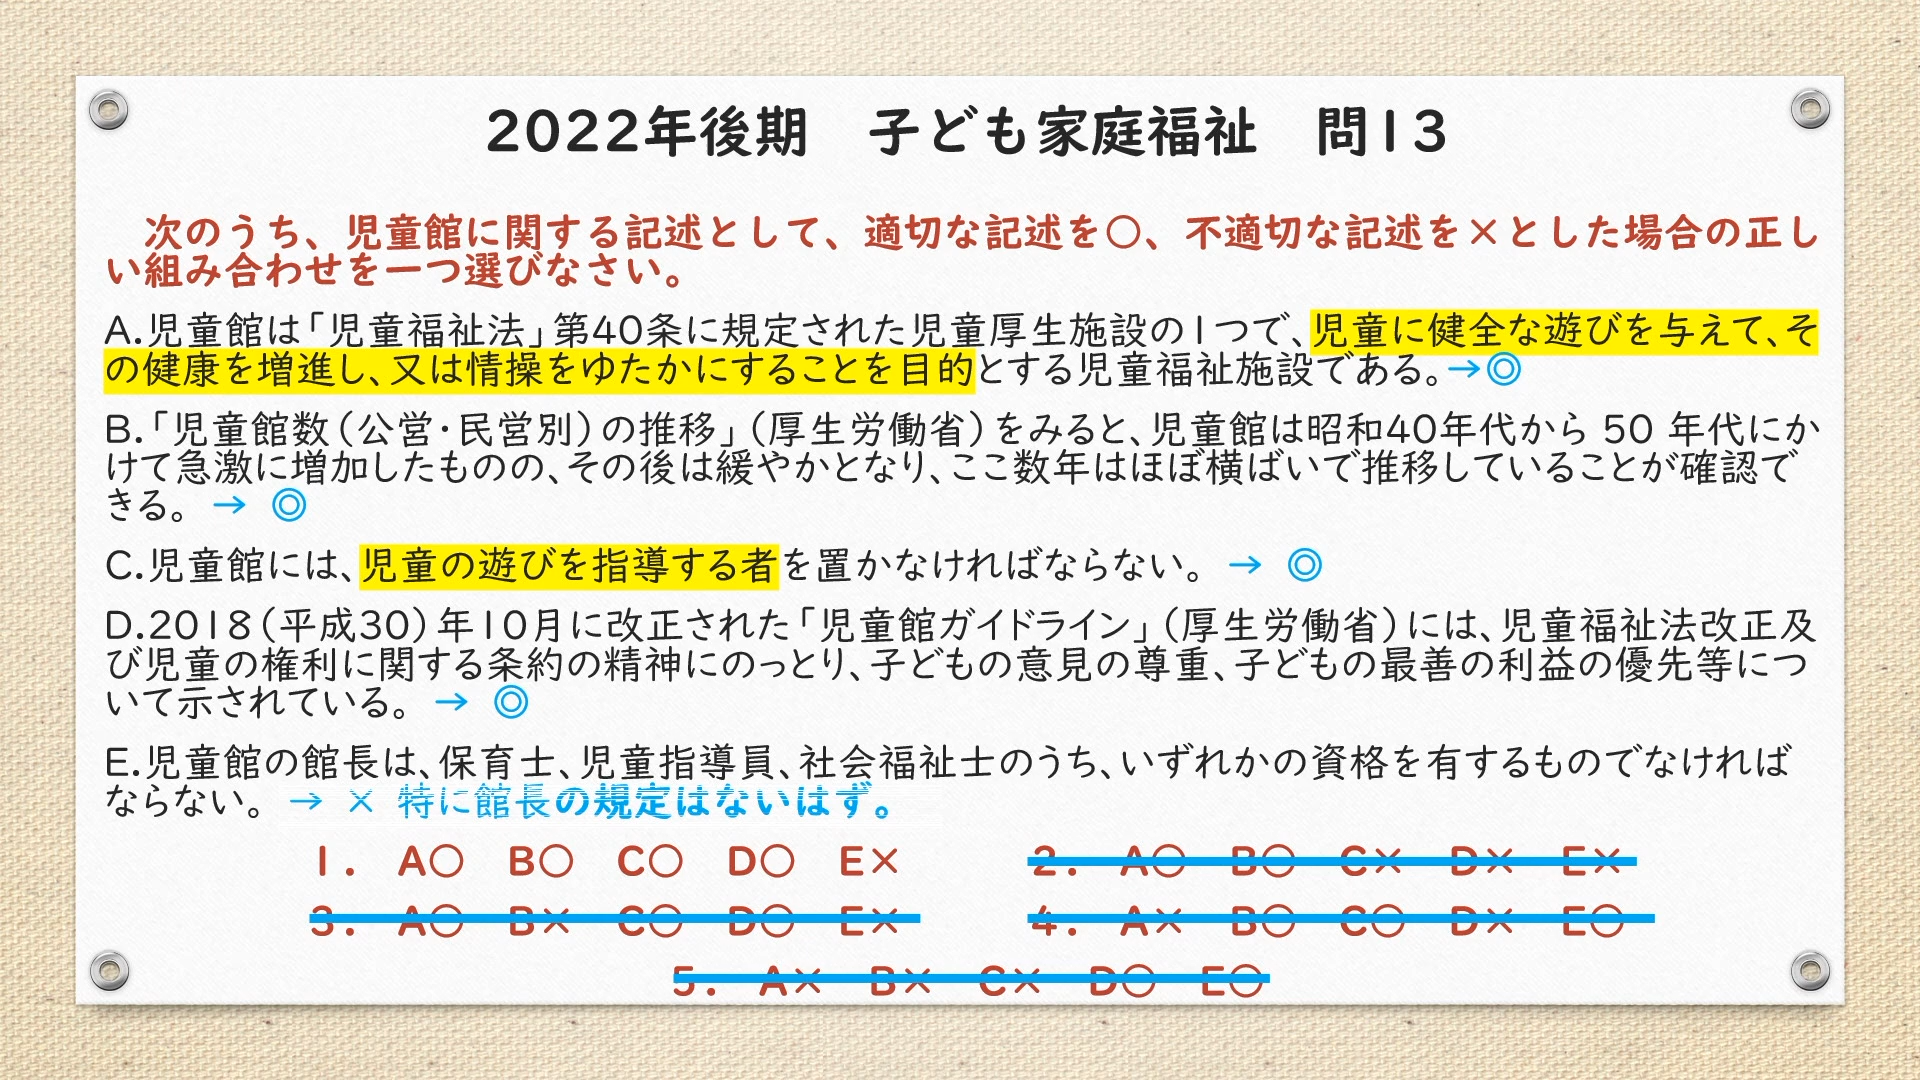 2022年後期　子ども家庭福祉　問13
次のうち、児童館に関する記述として、適切な記述を○、不適切な記述を×とした場合の正し
い組み合わせを一つ選びなさい。
A.児童館は「児童福祉法」第40条に規定された児童厚生施設の1つで、児童に健全な遊びを与えて、そ
の健康を増進し、又は情操をゆたかにすることを目的とする児童福祉施設である。→◎
B.「児童館数（公営・民営別）の推移」（厚生労働省）をみると、児童館は昭和40年代から 50 年代にか
けて急激に増加したものの、その後は緩やかとなり、ここ数年はほぼ横ばいで推移していることが確認で
きる。 → ◎
C.児童館には、児童の遊びを指導する者を置かなければならない。 → ◎
D.2018（平成30）年10月に改正された「児童館ガイドライン」（厚生労働省）には、児童福祉法改正及
び児童の権利に関する条約の精神にのっとり、子どもの意見の尊重、子どもの最善の利益の優先等につ
いて示されている。 → ◎
E.児童館の館長は、保育士、児童指導員、社会福祉士のうち、いずれかの資格を有するものでなければ
ならない。 → × 特に館長の規定はないはず。
1． A○ B○ C○ D○ E× 2． A○ B○ C× D× E×
3． A○ B× C○ D○ E× 4． A× B○ C○ D× E○
5． A× B× C× D○ E○